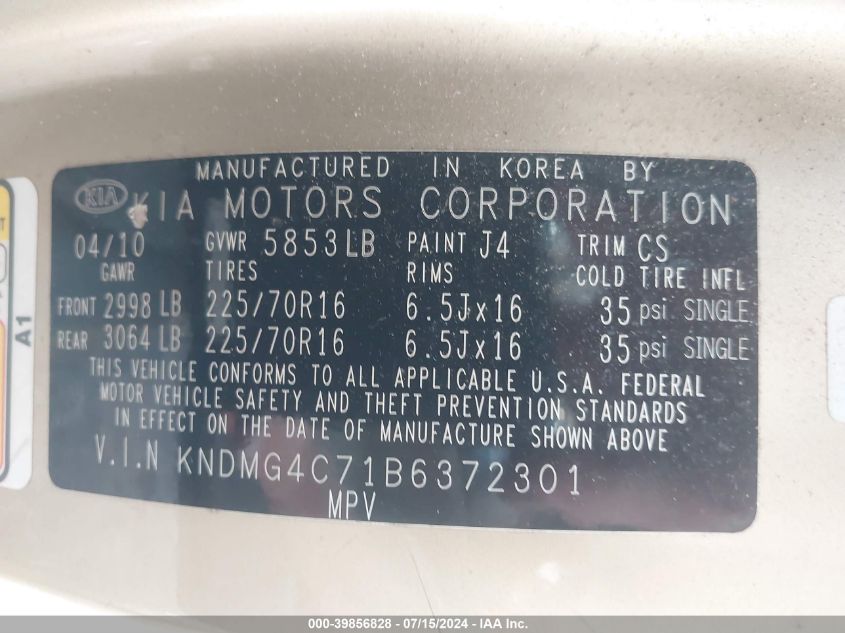 MANUFACTURED IN KOREA BY
KIA KIA MOTORS CORPORATION
04/10 GVWR 5853LB PAINT J4 TRIM CS
GAWR TIRES RIMS COLD TIRE INFL
FRONT 2998 LB 225/70R16 6.5Jx16 35 psi SINGLE
REAR 3064 LB 225/70R16 6.5Jx16 35 psi SINGLE
THIS VEHICLE CONFORMS TO ALL APPLICABLE U.S.A. FEDERAL
MOTOR VEHICLE SAFETY AND THEFT PREVENTION STANDARDS
IN EFFECT ON THE DATE OF MANUFACTURE SHOWN ABOVE.
V.I.N KNDMG4C71B6372301
MPV
A1
000-39856828 - 07/15/2024 - IAA Inc.